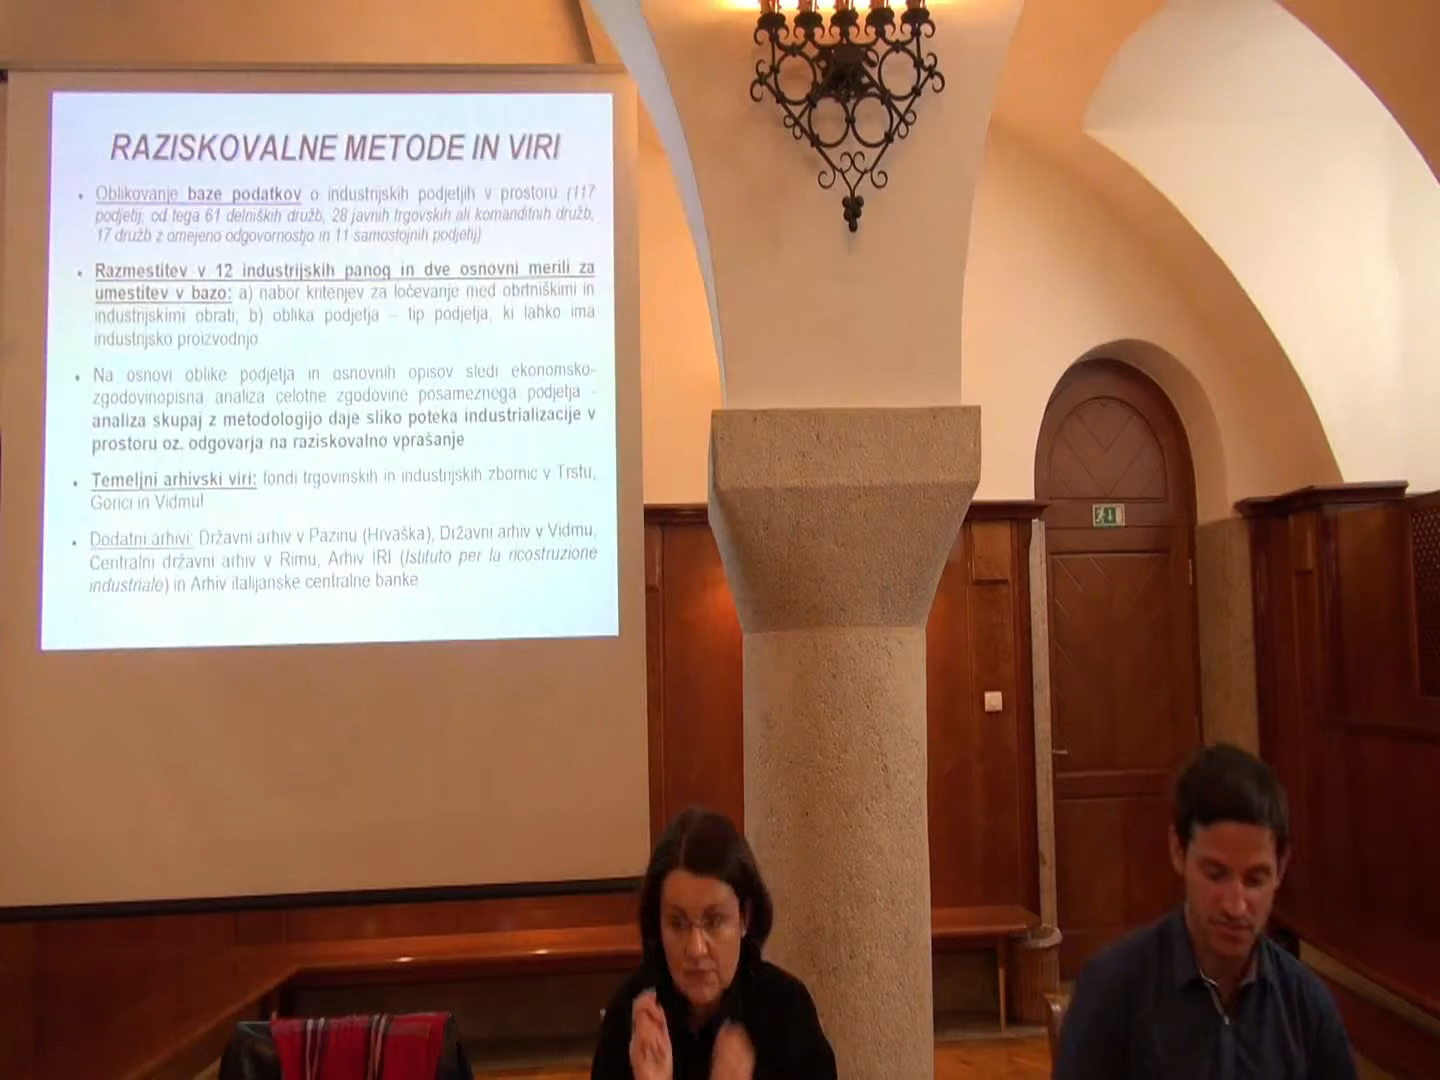 RAZISKOVALNE METODE IN VIRI
• Oblikovanje baze podatkov o industrijskih podjetjih v prostoru (117
podjetij, od tega 61 delniških družb, 28 javnih trgovskih ali komanditnih družb,
17 družb z omejeno odgovornostjo in 11 samostojnih podjetij)
• Razmestitev v 12 industrijskih panog in dve osnovni merili za
umestitev v bazo: a) nabor kriterijev za ločevanje med obrtniškimi in
industrijskimi obrati, b) oblika podjetja – tip podjetja, ki lahko ima
industrijsko proizvodnjo
• Na osnovi oblike podjetja in osnovnih opisov sledi ekonomsko-
zgodovinopisna analiza celotne zgodovine posameznega podjetja -
analiza skupaj z metodologijo daje sliko poteka industrializacije v
prostoru oz. odgovarja na raziskovalno vprašanje
• Temeljni arhivski viri: fondi trgovinskih in industrijskih zbornic v Trstu,
Gorici in Vidmu!
• Dodatni arhivi: Državni arhiv v Pazinu (Hrvaška), Državni arhiv v Vidmu,
Centralni državni arhiv v Rimu, Arhiv IRI (Istituto per la ricostruzione
industriale) in Arhiv italijanske centralne banke